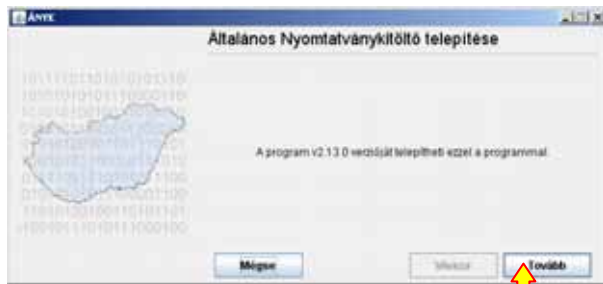 ÁNYK
Általános Nyomtatványkitöltő telepítése
A program v2.13.0 verzióját telepítheti ezzel a programmal
Mégse
Vissza
Tovább